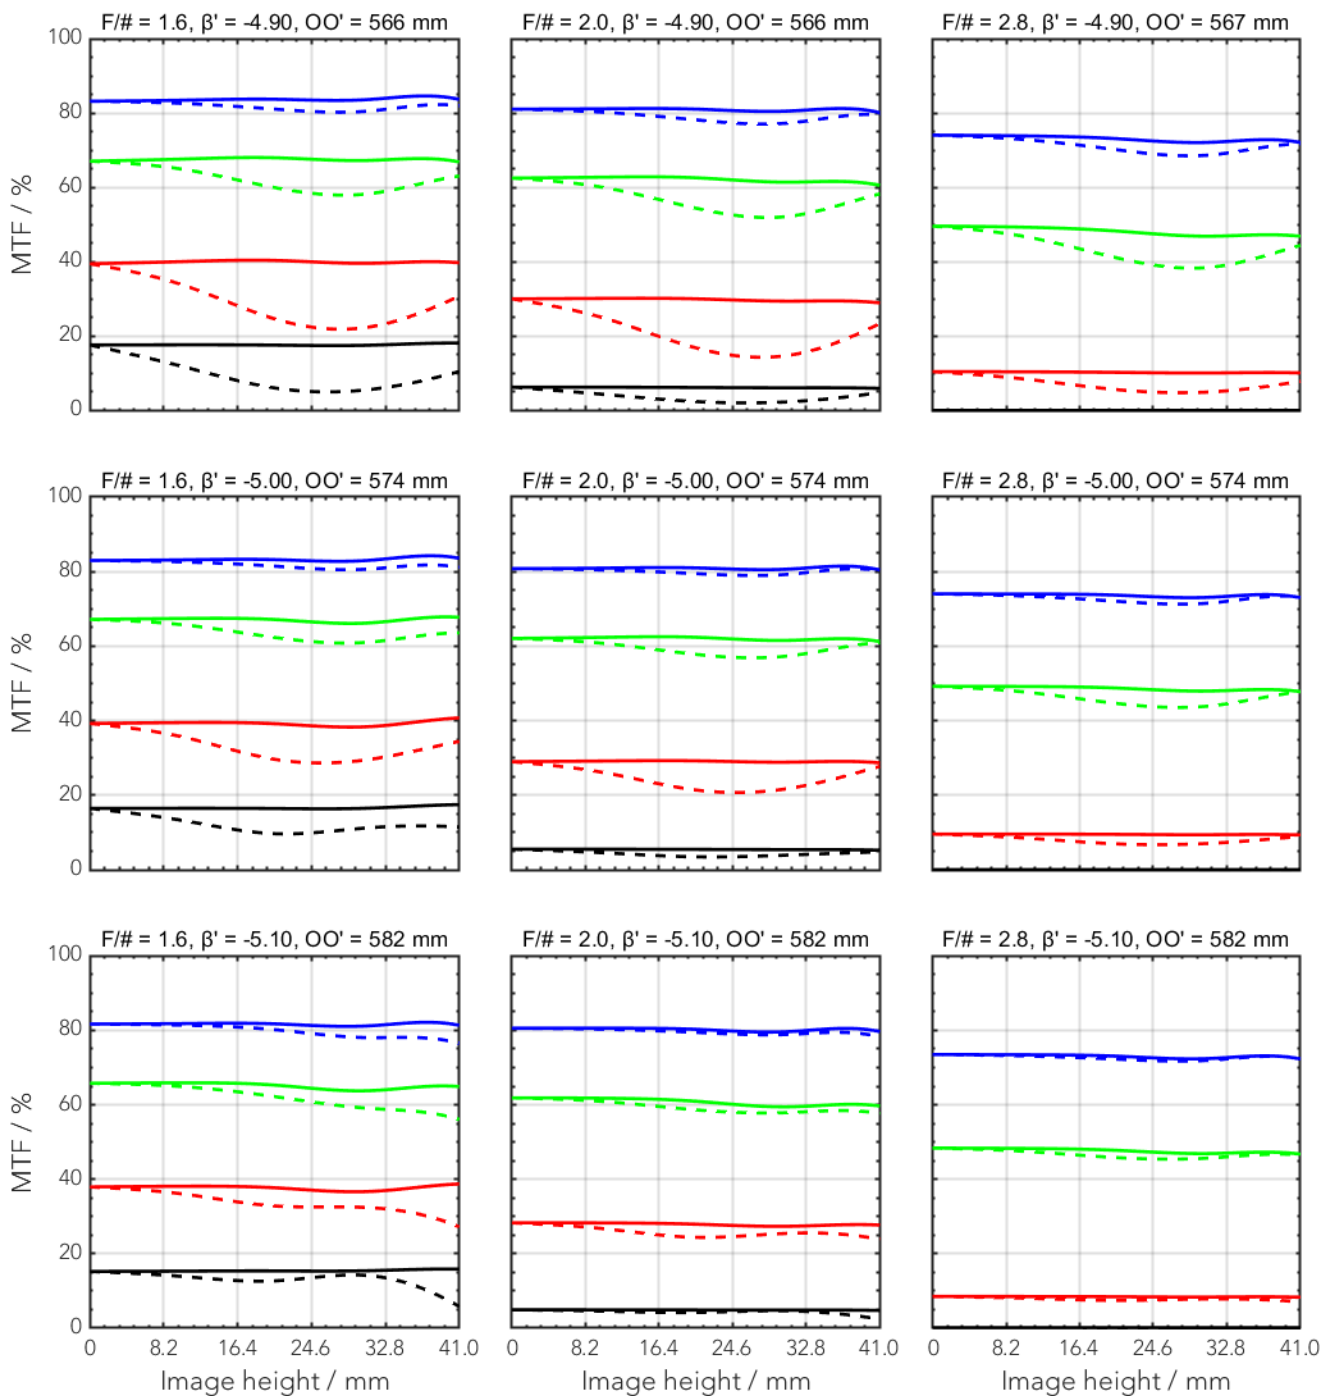 F/# = 1.6, β' = -4.90, OO' = 566 mm
F/# = 2.0, β' = -4.90, OO' = 566 mm
F/# = 2.8, β' = -4.90, OO' = 567 mm
100
80
60
40
20
0
MTF / %
F/# = 1.6, β' = -5.00, OO' = 574 mm
F/# = 2.0, β' = -5.00, OO' = 574 mm
F/# = 2.8, β' = -5.00, OO' = 574 mm
100
80
60
40
20
0
MTF / %
F/# = 1.6, β' = -5.10, OO' = 582 mm
F/# = 2.0, β' = -5.10, OO' = 582 mm
F/# = 2.8, β' = -5.10, OO' = 582 mm
100
80
60
40
20
0
MTF / %
0 8.2 16.4 24.6 32.8 41.0
0 8.2 16.4 24.6 32.8 41.0
0 8.2 16.4 24.6 32.8 41.0
Image height / mm
Image height / mm
Image height / mm